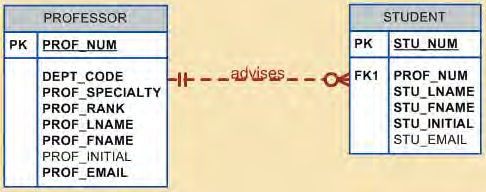 PROFESSOR
PK PROF_NUM
DEPT_CODE
PROF_SPECIALTY
PROF_RANK
PROF_LNAME
PROF_FNAME
PROF_INITIAL
PROF_EMAIL
advises
STUDENT
PK STU_NUM
FK1 PROF_NUM
STU_LNAME
STU_FNAME
STU_INITIAL
STU_EMAIL